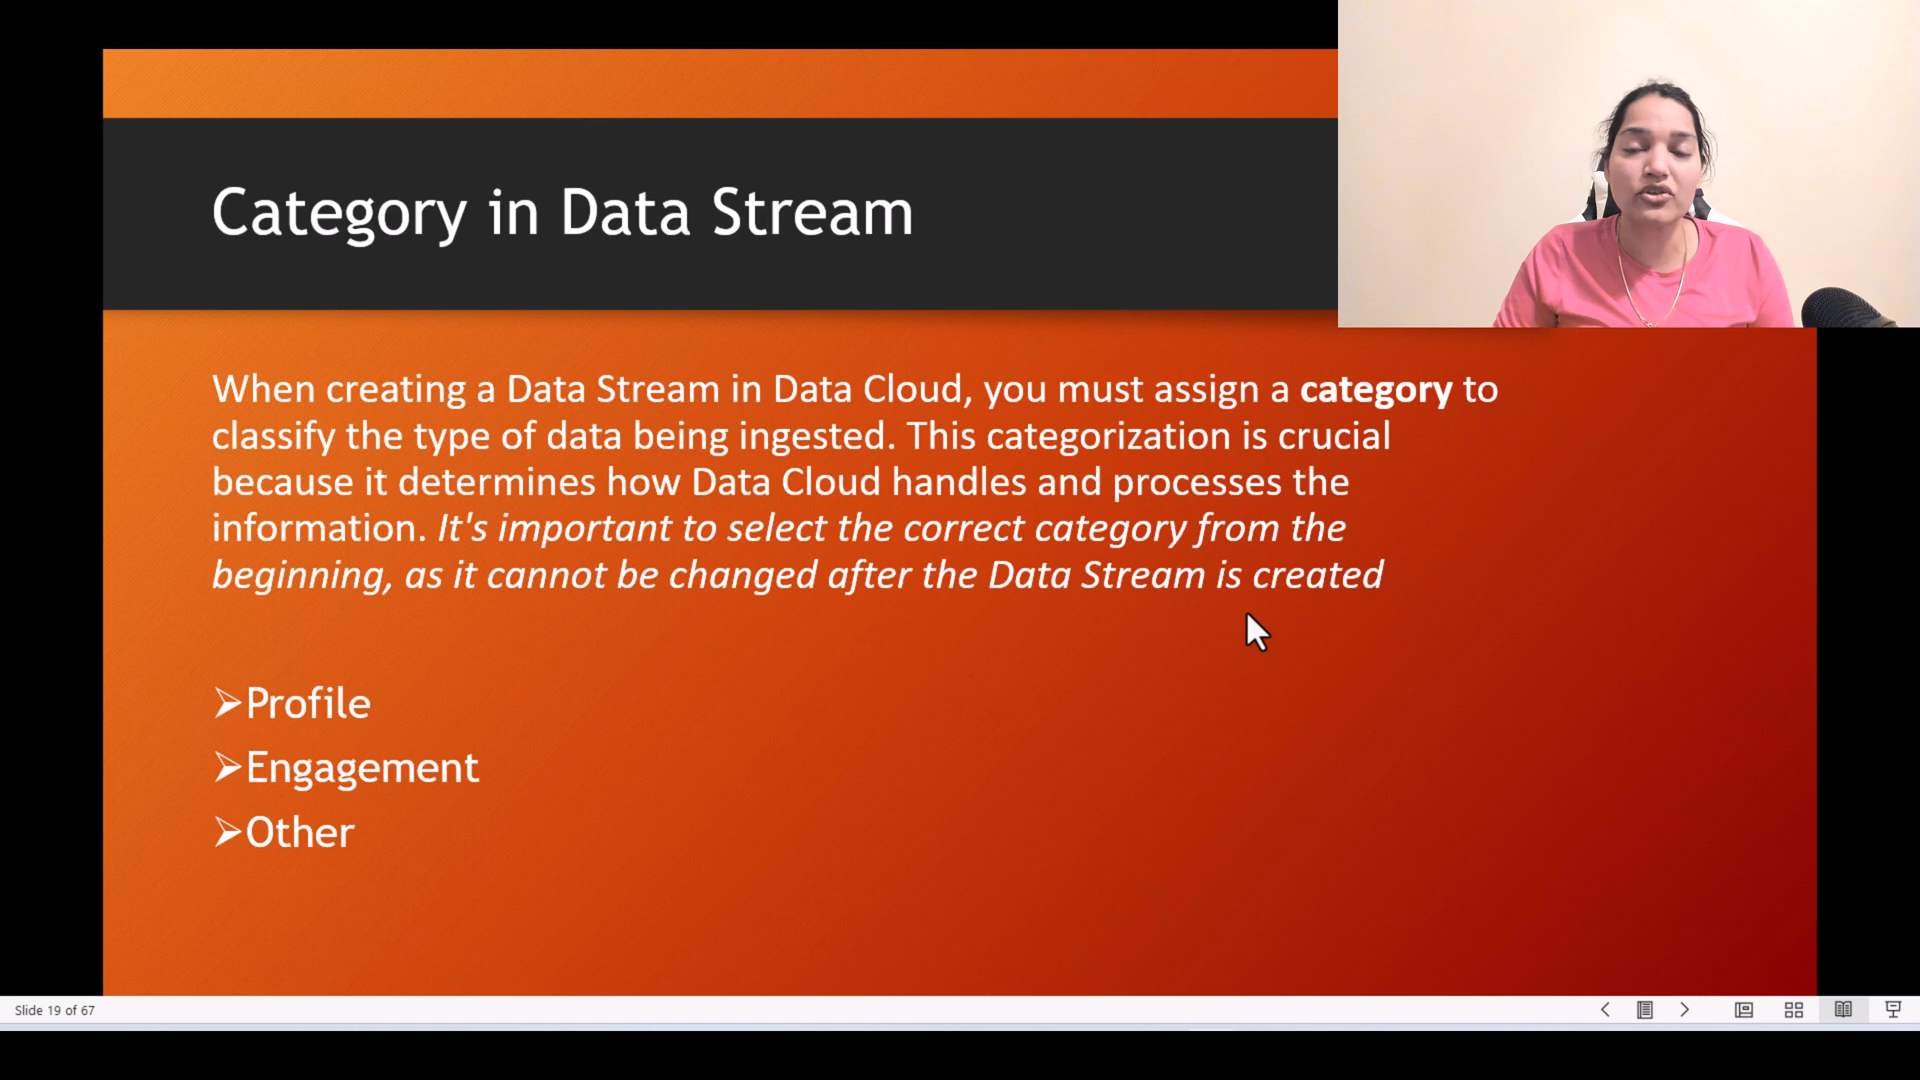 Category in Data Stream
When creating a Data Stream in Data Cloud, you must assign a category to
classify the type of data being ingested. This categorization is crucial
because it determines how Data Cloud handles and processes the
information. It's important to select the correct category from the
beginning, as it cannot be changed after the Data Stream is created
➢Profile
➢Engagement
➢Other
Slide 19 of 67